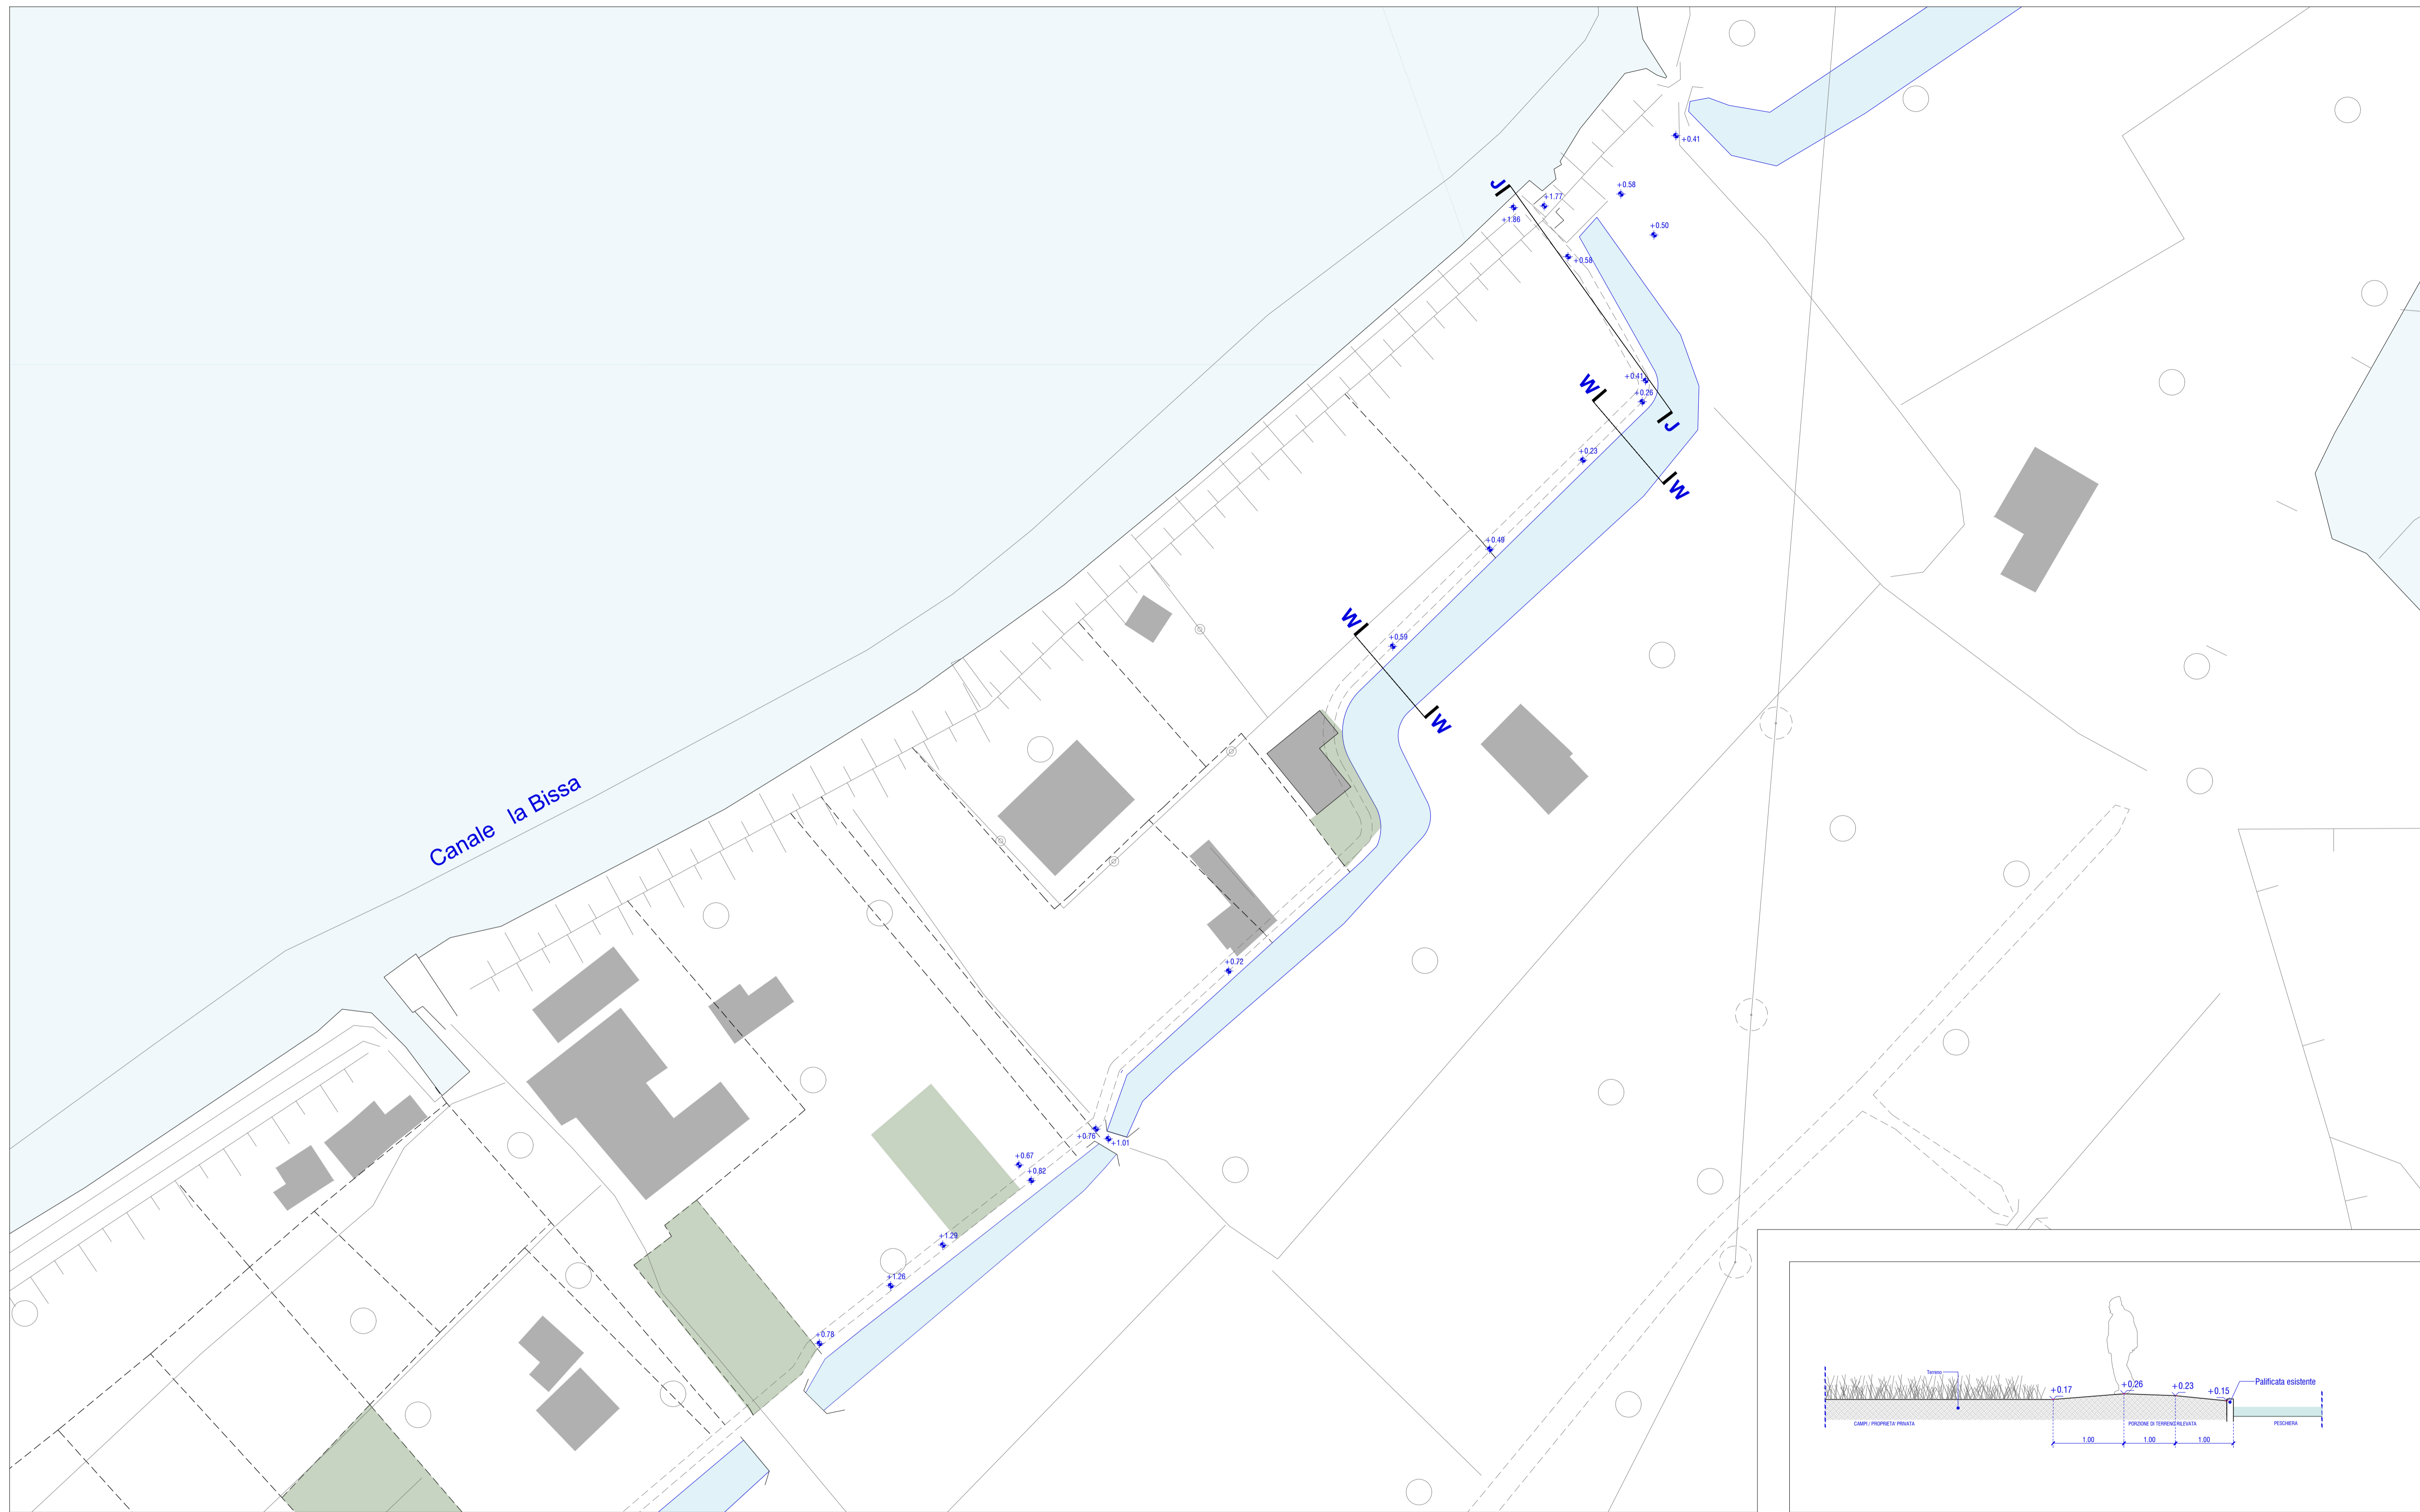 +0.41
J
+1.77
+0.58
+1.86
+0.50
+0.58
+0.41
W
+0.26
J
+0.23
W
+0.49
W
+0.59
W
Canale la Bissa
+0.72
+0.76
+1.01
+0.67
+0.82
+1.29
+1.26
+0.78
Terreno
+0.17
+0.26
+0.23
+0.15
Palificata esistente
CAMPI / PROPRIETA' PRIVATA
PORZIONE DI TERRENO RILEVATA
PESCHIERA
1.00
1.00
1.00